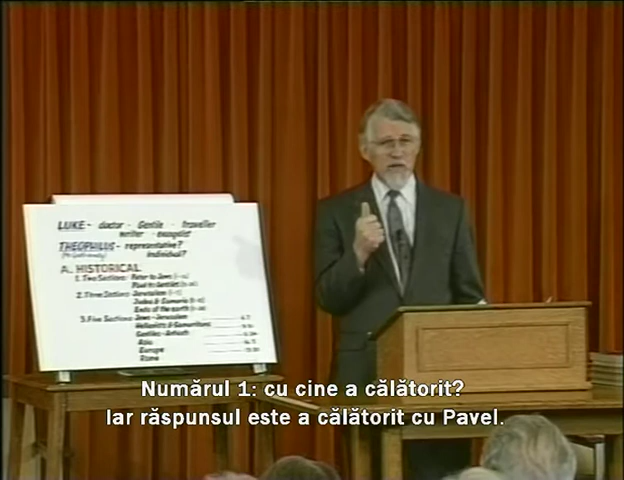 LUKE - doctor - Gentile - traveller
writer - evangelist
THEOPHILUS - representative?
individual?
A. HISTORICAL
1. Two Sections: Peter to Jews
Paul to Gentiles
2. Three Sections: Jerusalem
Judea & Samaria
Ends of the earth
3. Five Sections: Jews - Jerusalem
Hellenists & Samaritans
Gentiles - Antioch
Asia
Europe
Rome
Numărul 1: cu cine a călătorit?
Iar răspunsul este a călătorit cu Pavel.